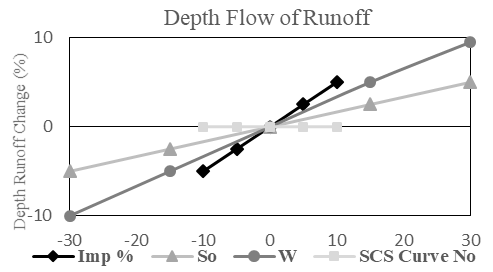 Depth Flow of Runoff
Depth Runoff Change (%)
10
0
-10
-30 -20 -10 0 10 20 30
Imp % So W SCS Curve No